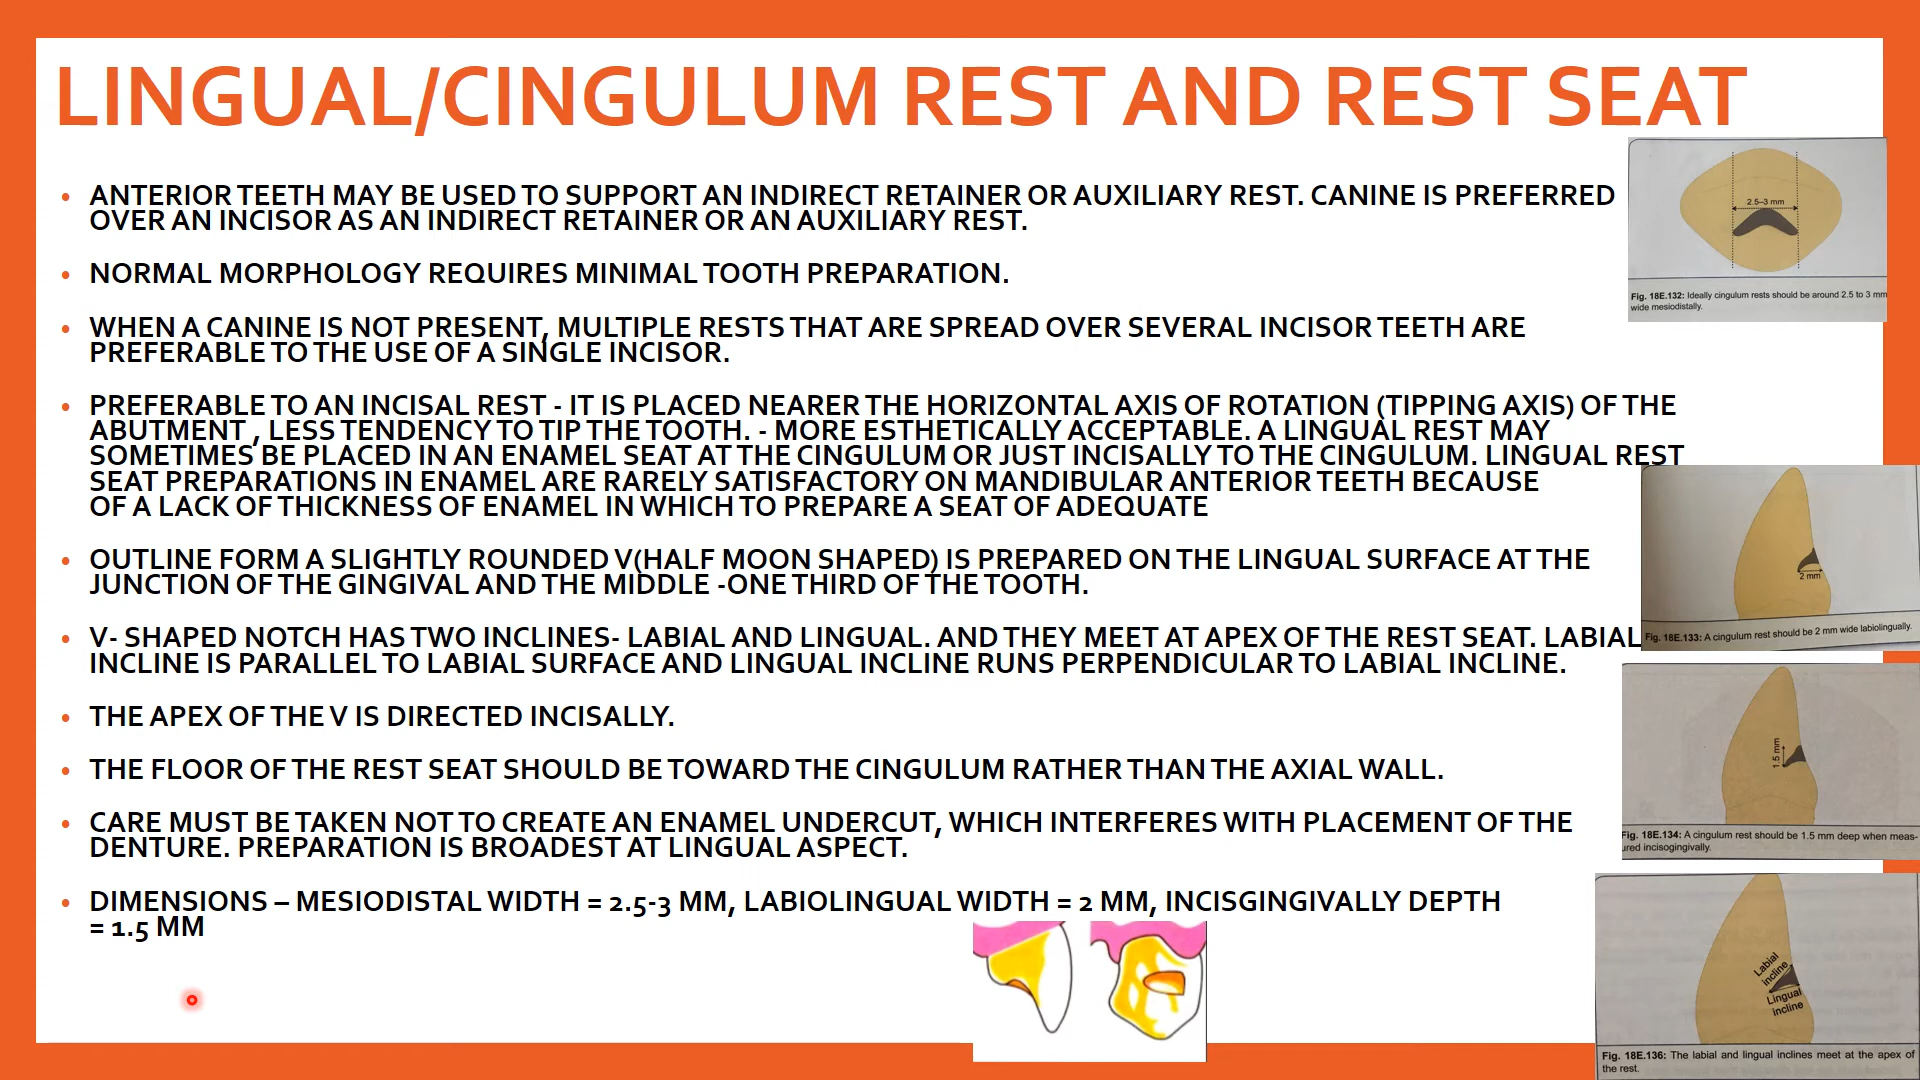 LINGUAL/CINGULUM REST AND REST SEAT
• ANTERIOR TEETH MAY BE USED TO SUPPORT AN INDIRECT RETAINER OR AUXILIARY REST. CANINE IS PREFERRED
OVER AN INCISOR AS AN INDIRECT RETAINER OR AN AUXILIARY REST.
• NORMAL MORPHOLOGY REQUIRES MINIMAL TOOTH PREPARATION.
• WHEN A CANINE IS NOT PRESENT, MULTIPLE RESTS THAT ARE SPREAD OVER SEVERAL INCISOR TEETH ARE
PREFERABLE TO THE USE OF A SINGLE INCISOR.
• PREFERABLE TO AN INCISAL REST - IT IS PLACED NEARER THE HORIZONTAL AXIS OF ROTATION (TIPPING AXIS) OF THE
ABUTMENT , LESS TENDENCY TO TIP THE TOOTH. - MORE ESTHETICALLY ACCEPTABLE. A LINGUAL REST MAY
SOMETIMES BE PLACED IN AN ENAMEL SEAT AT THE CINGULUM OR JUST INCISALLY TO THE CINGULUM. LINGUAL REST
SEAT PREPARATIONS IN ENAMEL ARE RARELY SATISFACTORY ON MANDIBULAR ANTERIOR TEETH BECAUSE
OF A LACK OF THICKNESS OF ENAMEL IN WHICH TO PREPARE A SEAT OF ADEQUATE
• OUTLINE FORM A SLIGHTLY ROUNDED V(HALF MOON SHAPED) IS PREPARED ON THE LINGUAL SURFACE AT THE
JUNCTION OF THE GINGIVAL AND THE MIDDLE -ONE THIRD OF THE TOOTH.
• V- SHAPED NOTCH HAS TWO INCLINES- LABIAL AND LINGUAL. AND THEY MEET AT APEX OF THE REST SEAT. LABIAL
INCLINE IS PARALLEL TO LABIAL SURFACE AND LINGUAL INCLINE RUNS PERPENDICULAR TO LABIAL INCLINE.
• THE APEX OF THE V IS DIRECTED INCISALLY.
• THE FLOOR OF THE REST SEAT SHOULD BE TOWARD THE CINGULUM RATHER THAN THE AXIAL WALL.
• CARE MUST BE TAKEN NOT TO CREATE AN ENAMEL UNDERCUT, WHICH INTERFERES WITH PLACEMENT OF THE
DENTURE. PREPARATION IS BROADEST AT LINGUAL ASPECT.
• DIMENSIONS – MESIODISTAL WIDTH = 2.5-3 MM, LABIOLINGUAL WIDTH = 2 MM, INCISGINGIVALLY DEPTH
= 1.5 MM
2.5–3 mm
Fig. 18E.132: Ideally cingulum rests should be around 2.5 to 3 mm
wide mesiodistally.
2 mm
Fig. 18E.133: A cingulum rest should be 2 mm wide labiolingually.
1.5 mm
Fig. 18E.134: A cingulum rest should be 1.5 mm deep when meas-
ured incisogingivally.
Labial
incline
Lingual
incline
Fig. 18E.136: The labial and lingual inclines meet at the apex of
the rest.